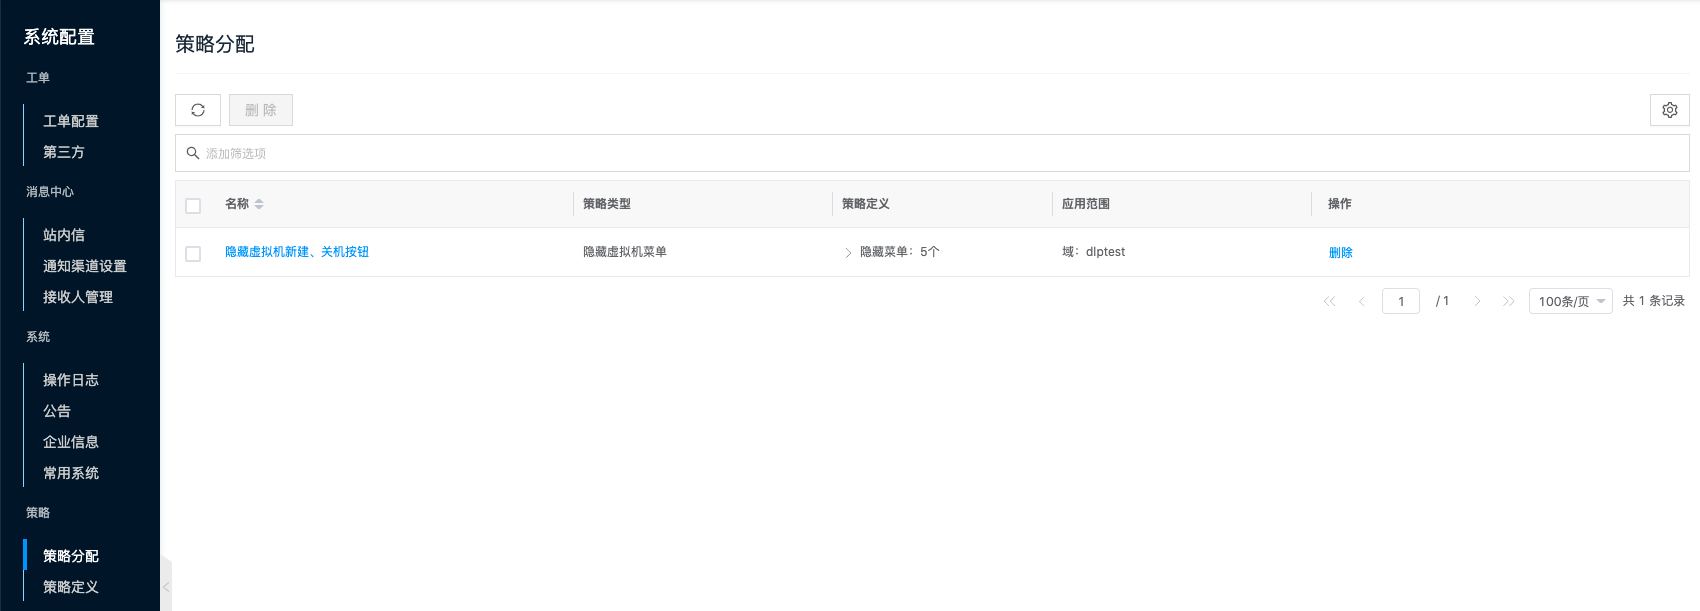 系统配置
工单
工单配置
第三方
消息中心
站内信
通知渠道设置
接收人管理
系统
操作日志
公告
企业信息
常用系统
策略
策略分配
策略定义
策略分配
删 除
添加筛选项
名称 策略类型 策略定义 应用范围 操作
隐藏虚拟机新建、关机按钮 隐藏虚拟机菜单 隐藏菜单：5个 域：dlptest 删除
1 / 1 100条/页 共 1 条记录